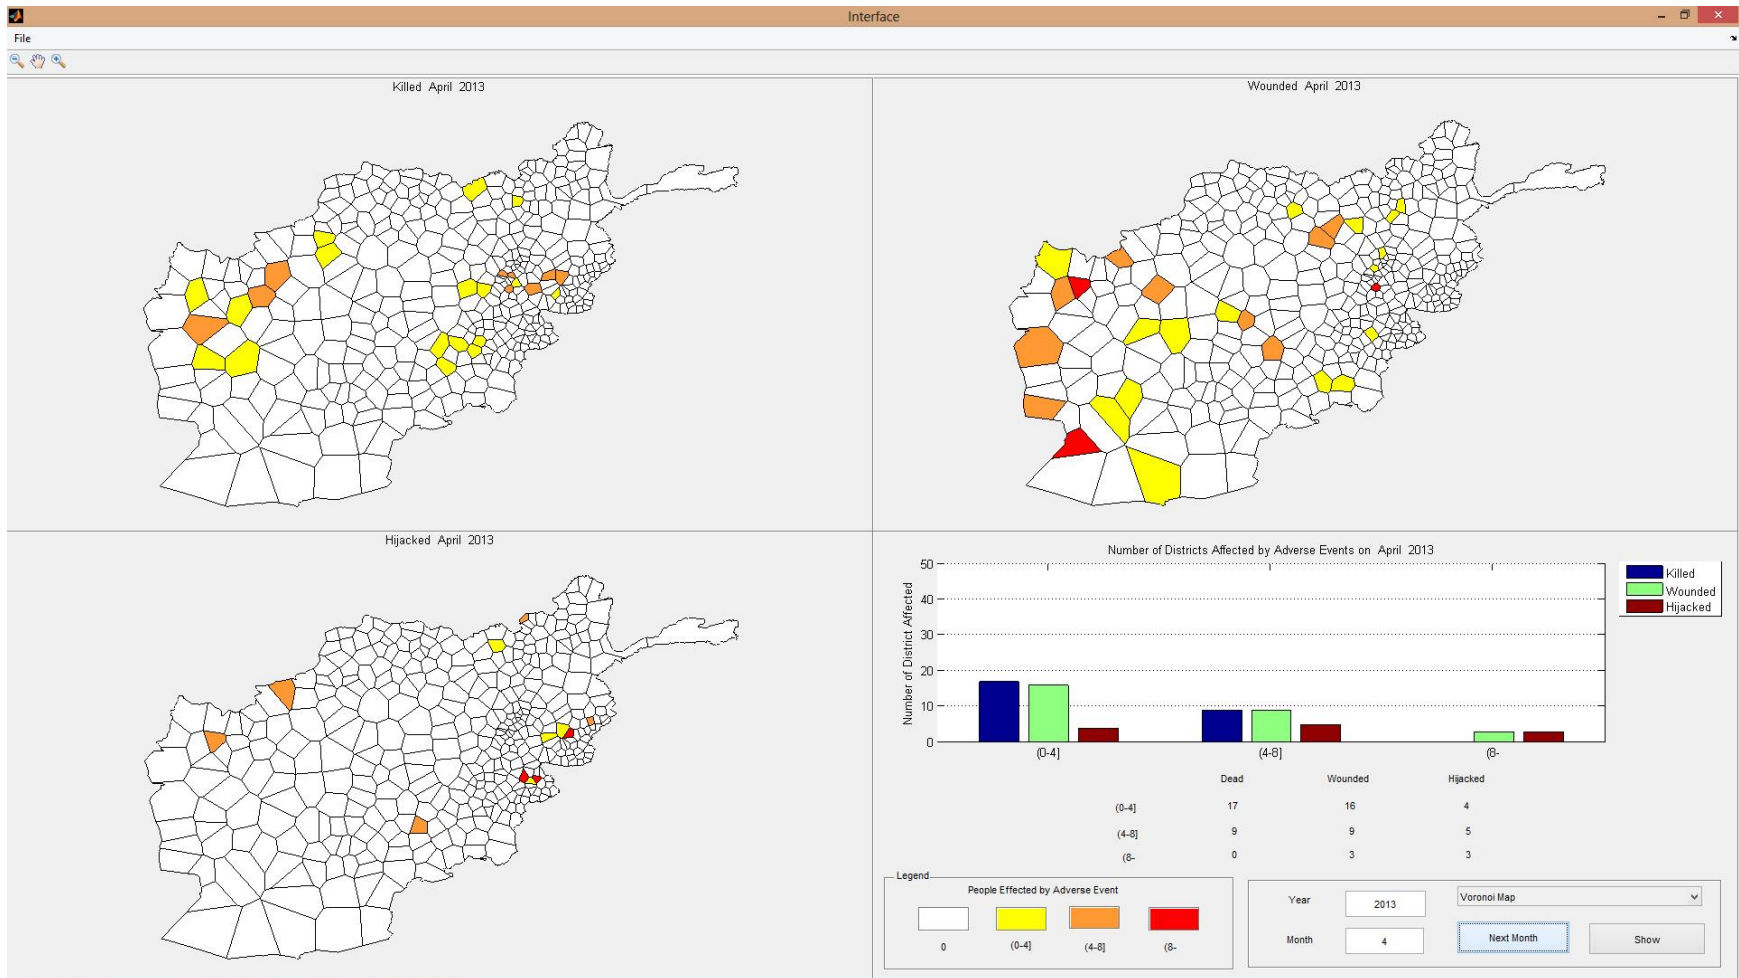 Interface
File
Killed April 2013
Wounded April 2013
Hijacked April 2013
Number of Districts Affected by Adverse Events on April 2013
Number of District Affected
50
40
30
20
10
0
(0-4]
(4-8]
(8-
Killed
Wounded
Hijacked
Dead Wounded Hijacked
(0-4] 17 16 4
(4-8] 9 9 5
(8- 0 3 3
Legend
People Effected by Adverse Event
0 (0-4] (4-8] (8-
Year 2013 Voronoi Map
Month 4 Next Month Show